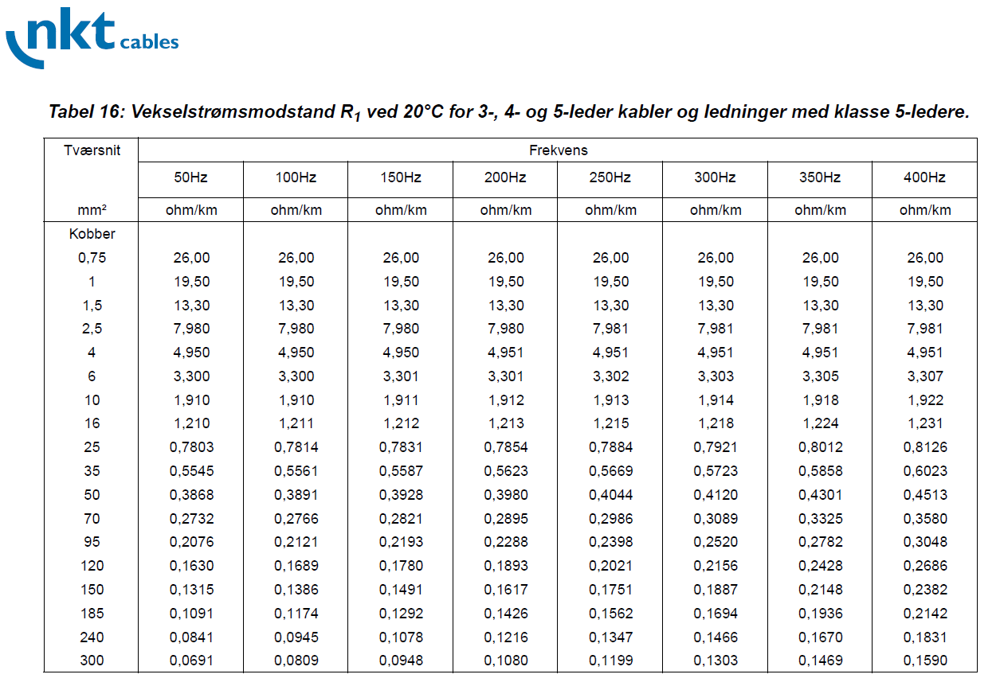 nkt cables
Tabel 16: Vekselstrømsmodstand R1 ved 20°C for 3-, 4- og 5-leder kabler og ledninger med klasse 5-ledere.
Tværsnit Frekvens
50Hz 100Hz 150Hz 200Hz 250Hz 300Hz 350Hz 400Hz
mm² ohm/km ohm/km ohm/km ohm/km ohm/km ohm/km ohm/km ohm/km
Kobber
0,75 26,00 26,00 26,00 26,00 26,00 26,00 26,00 26,00
1 19,50 19,50 19,50 19,50 19,50 19,50 19,50 19,50
1,5 13,30 13,30 13,30 13,30 13,30 13,30 13,30 13,30
2,5 7,980 7,980 7,980 7,980 7,981 7,981 7,981 7,981
4 4,950 4,950 4,950 4,951 4,951 4,951 4,951 4,951
6 3,300 3,300 3,301 3,301 3,302 3,303 3,305 3,307
10 1,910 1,910 1,911 1,912 1,913 1,914 1,918 1,922
16 1,210 1,211 1,212 1,213 1,215 1,218 1,224 1,231
25 0,7803 0,7814 0,7831 0,7854 0,7884 0,7921 0,8012 0,8126
35 0,5545 0,5561 0,5587 0,5623 0,5669 0,5723 0,5858 0,6023
50 0,3868 0,3891 0,3928 0,3980 0,4044 0,4120 0,4301 0,4513
70 0,2732 0,2766 0,2821 0,2895 0,2986 0,3089 0,3325 0,3580
95 0,2076 0,2121 0,2193 0,2288 0,2398 0,2520 0,2782 0,3048
120 0,1630 0,1689 0,1780 0,1893 0,2021 0,2156 0,2428 0,2686
150 0,1315 0,1386 0,1491 0,1617 0,1751 0,1887 0,2148 0,2382
185 0,1091 0,1174 0,1292 0,1426 0,1562 0,1694 0,1936 0,2142
240 0,0841 0,0945 0,1078 0,1216 0,1347 0,1466 0,1670 0,1831
300 0,0691 0,0809 0,0948 0,1080 0,1199 0,1303 0,1469 0,1590